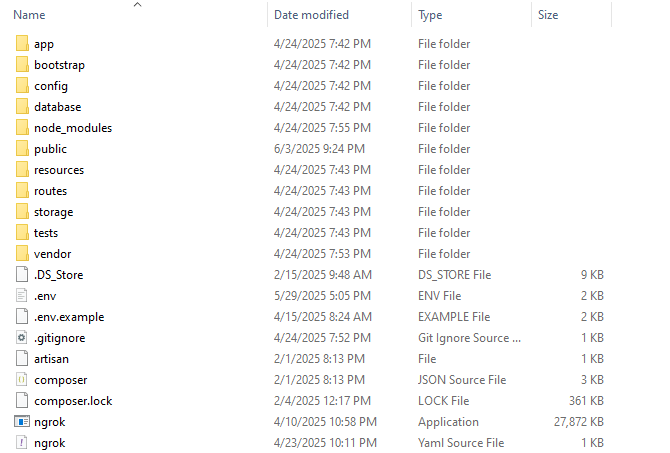 Name Date modified Type Size
app 4/24/2025 7:42 PM File folder
bootstrap 4/24/2025 7:42 PM File folder
config 4/24/2025 7:42 PM File folder
database 4/24/2025 7:42 PM File folder
node_modules 4/24/2025 7:55 PM File folder
public 6/3/2025 9:24 PM File folder
resources 4/24/2025 7:43 PM File folder
routes 4/24/2025 7:43 PM File folder
storage 4/24/2025 7:43 PM File folder
tests 4/24/2025 7:43 PM File folder
vendor 4/24/2025 7:53 PM File folder
.DS_Store 2/15/2025 9:48 AM DS_STORE File 9 KB
.env 5/29/2025 5:05 PM ENV File 2 KB
.env.example 4/15/2025 8:24 AM EXAMPLE File 2 KB
.gitignore 4/24/2025 7:52 PM Git Ignore Source ... 1 KB
artisan 2/1/2025 8:13 PM File 1 KB
composer 2/1/2025 8:13 PM JSON Source File 3 KB
composer.lock 2/4/2025 12:17 PM LOCK File 361 KB
ngrok 4/10/2025 10:58 PM Application 27,872 KB
ngrok 4/23/2025 10:11 PM Yaml Source File 1 KB